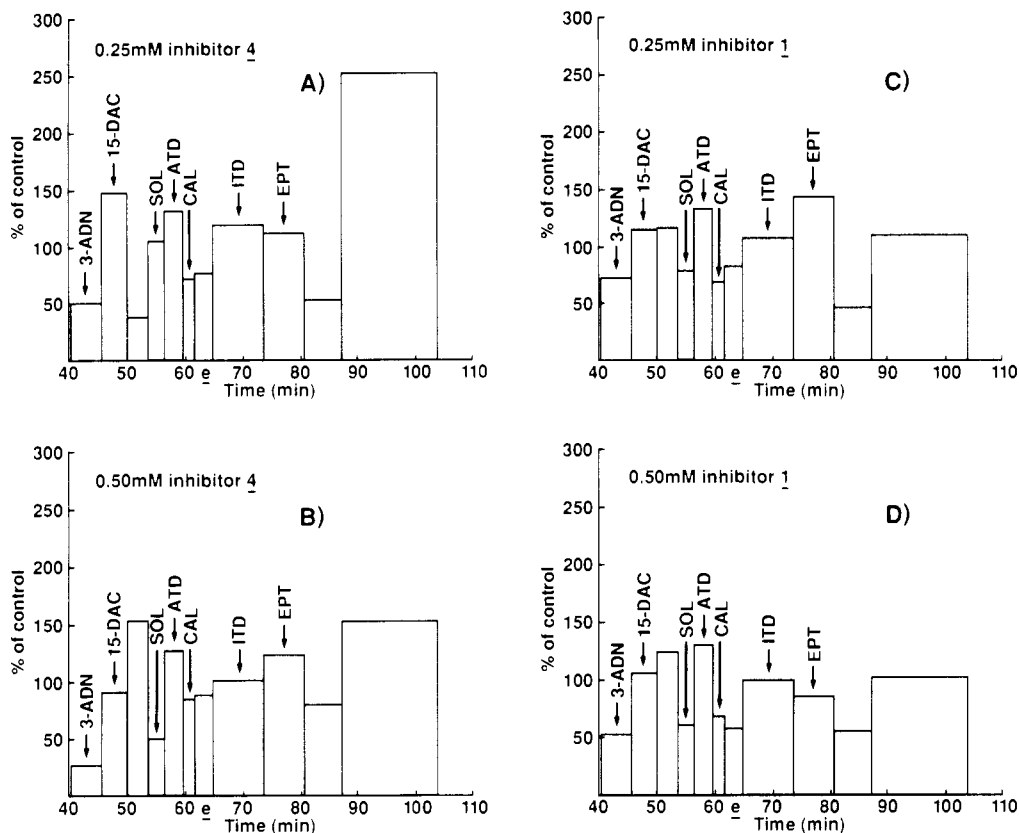 0.25mM inhibitor 4
A)
% of control
300
250
200
150
100
50
3-ADN
15-DAC
SOL
ATD
CAL
ITD
EPT
40 50 60 e 70 80 90 100 110
Time (min)
0.25mM inhibitor 1
C)
% of control
300
250
200
150
100
50
3-ADN
15-DAC
SOL
ATD
CAL
ITD
EPT
40 50 60 e 70 80 90 100 110
Time (min)
0.50mM inhibitor 4
B)
% of control
300
250
200
150
100
50
3-ADN
15-DAC
SOL
ATD
CAL
ITD
EPT
40 50 60 e 70 80 90 100 110
Time (min)
0.50mM inhibitor 1
D)
% of control
300
250
200
150
100
50
3-ADN
15-DAC
SOL
ATD
CAL
ITD
EPT
40 50 60 e 70 80 90 100 110
Time (min)